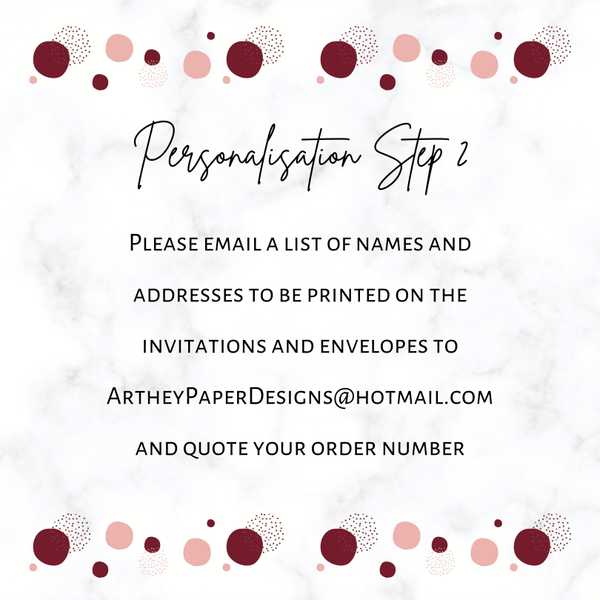 Personalisation Step 2
Please email a list of names and
addresses to be printed on the
invitations and envelopes to
ArtheyPaperDesigns@hotmail.com
and quote your order number